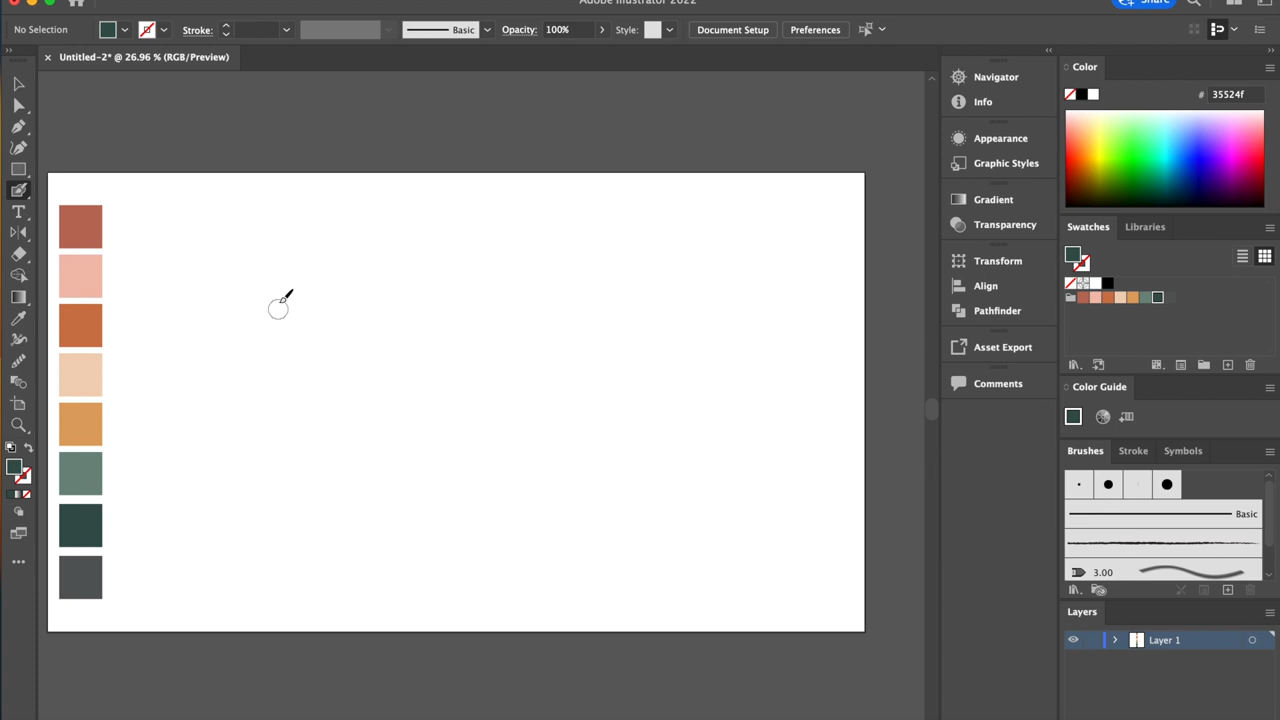 Adobe Illustrator 2022
Share
No Selection
Stroke:
Basic
Opacity: 100%
Style:
Document Setup
Preferences
Untitled-2* @ 26.96 % (RGB/Preview)
Navigator
Info
Appearance
Graphic Styles
Gradient
Transparency
Transform
Align
Pathfinder
Asset Export
Comments
Color
# 35524f
Swatches Libraries
Color Guide
Brushes Stroke Symbols
Basic
3.00
Layers
Layer 1
T